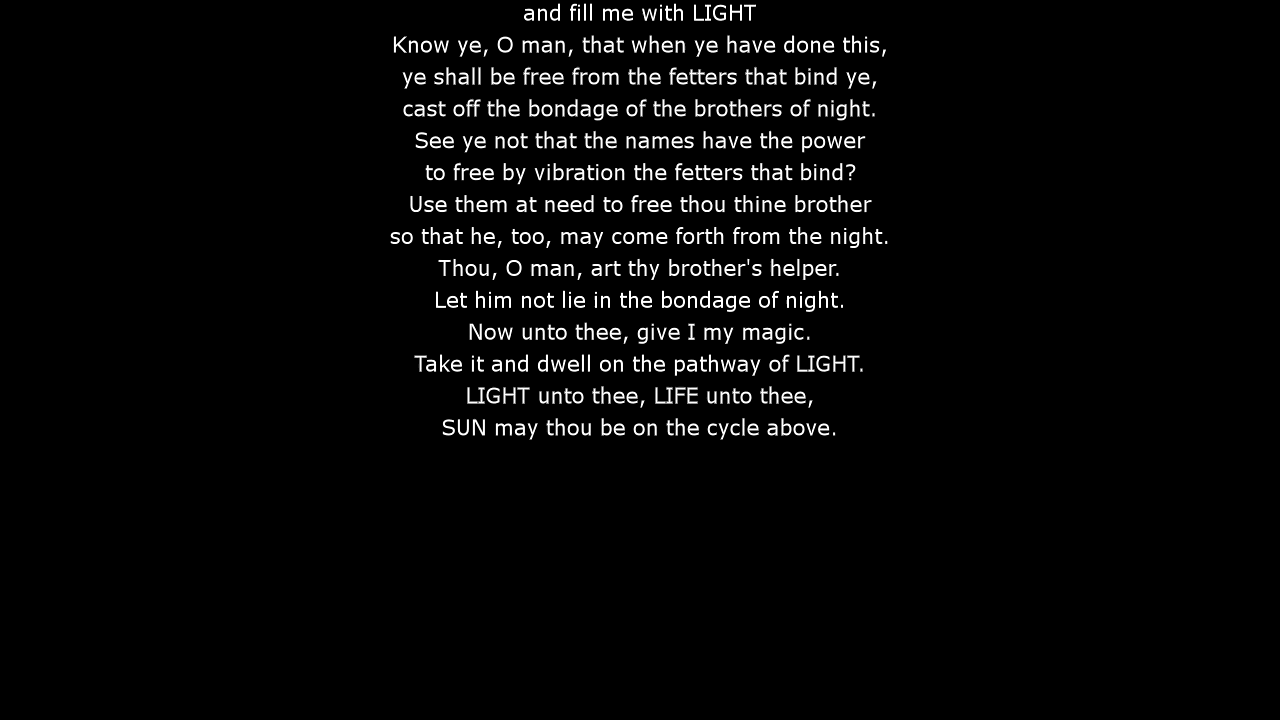 and fill me with LIGHT
Know ye, O man, that when ye have done this,
ye shall be free from the fetters that bind ye,
cast off the bondage of the brothers of night.
See ye not that the names have the power
to free by vibration the fetters that bind?
Use them at need to free thou thine brother
so that he, too, may come forth from the night.
Thou, O man, art thy brother's helper.
Let him not lie in the bondage of night.
Now unto thee, give I my magic.
Take it and dwell on the pathway of LIGHT.
LIGHT unto thee, LIFE unto thee,
SUN may thou be on the cycle above.